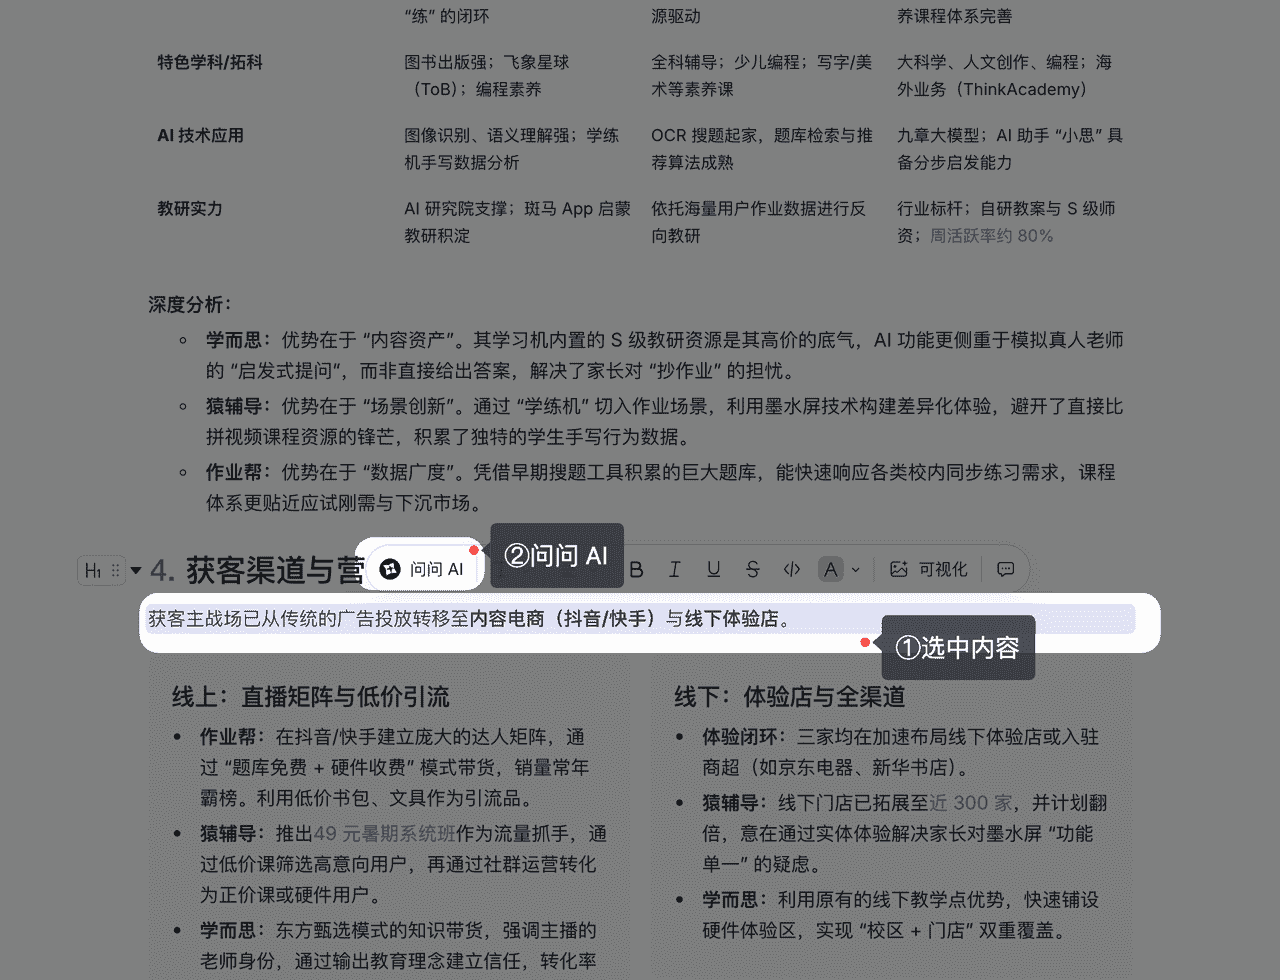 “练” 的闭环
源驱动
养课程体系完善
特色学科/拓科
图书出版强；飞象星球
（ToB）；编程素养
全科辅导；少儿编程；写字/美
术等素养课
大科学、人文创作、编程；海
外业务（ThinkAcademy）
AI 技术应用
图像识别、语义理解强；学练
机手写数据分析
OCR 搜题起家，题库检索与推
荐算法成熟
九章大模型；AI 助手 “小思” 具
备分步启发能力
教研实力
AI 研究院支撑；斑马 App 启蒙
教研积淀
依托海量用户作业数据进行反
向教研
行业标杆；自研教案与 S 级师
资；周活跃率约 80%
深度分析：
学而思：优势在于 “内容资产”。其学习机内置的 S 级教研资源是其高价的底气，AI 功能更侧重于模拟真人老师
的 “启发式提问”，而非直接给出答案，解决了家长对 “抄作业” 的担忧。
猿辅导：优势在于 “场景创新”。通过 “学练机” 切入作业场景，利用墨水屏技术构建差异化体验，避开了直接比
拼视频课程资源的锋芒，积累了独特的学生手写行为数据。
作业帮：优势在于 “数据广度”。凭借早期搜题工具积累的巨大题库，能快速响应各类校内同步练习需求，课程
体系更贴近应试刚需与下沉市场。
H1
4. 获客渠道与营
问问 AI
②问问 AI
B I U S </> A
可视化
获客主战场已从传统的广告投放转移至内容电商（抖音/快手）与线下体验店。
①选中内容
线上：直播矩阵与低价引流
作业帮：在抖音/快手建立庞大的达人矩阵，通
过 “题库免费 + 硬件收费” 模式带货，销量常年
霸榜。利用低价书包、文具作为引流品。
猿辅导：推出49 元暑期系统班作为流量抓手，通
过低价课筛选高意向用户，再通过社群运营转化
为正价课或硬件用户。
学而思：东方甄选模式的知识带货，强调主播的
老师身份，通过输出教育理念建立信任，转化率
线下：体验店与全渠道
体验闭环：三家均在加速布局线下体验店或入驻
商超（如京东电器、新华书店）。
猿辅导：线下门店已拓展至近 300 家，并计划翻
倍，意在通过实体体验解决家长对墨水屏 “功能
单一” 的疑虑。
学而思：利用原有的线下教学点优势，快速铺设
硬件体验区，实现 “校区 + 门店” 双重覆盖。